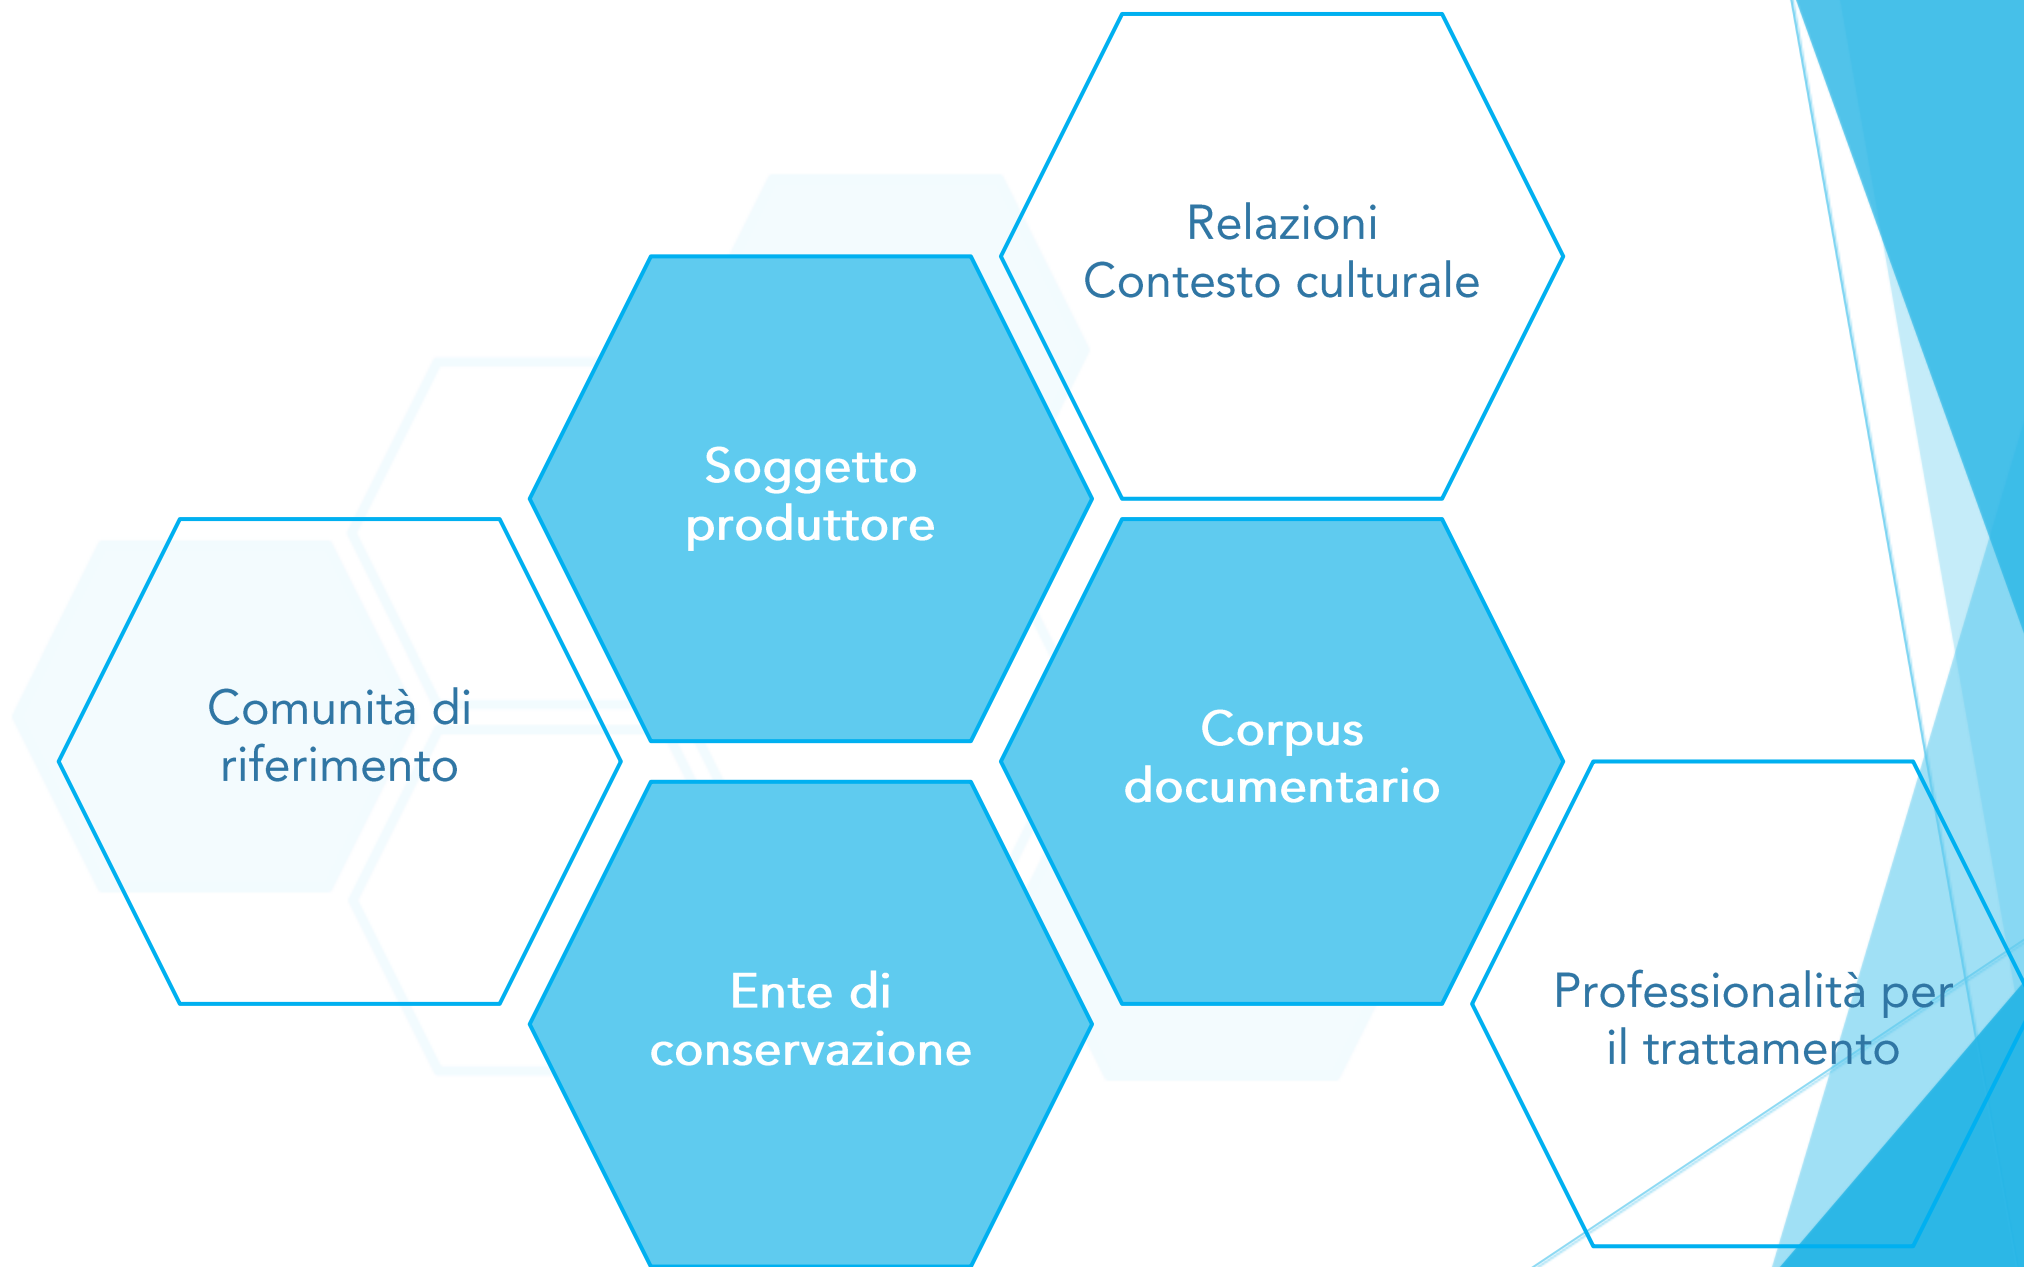 Relazioni
Contesto culturale
Soggetto
produttore
Comunità di
riferimento
Corpus
documentario
Ente di
conservazione
Professionalità per
il trattamento